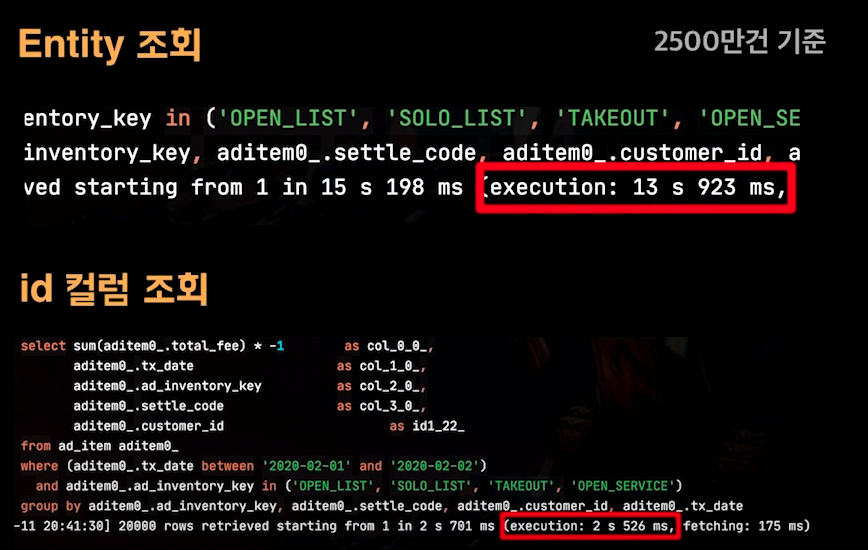 Entity 조회
2500만건 기준
entory_key in ('OPEN_LIST', 'SOLO_LIST', 'TAKEOUT', 'OPEN_SE
inventory_key, aditem0_.settle_code, aditem0_.customer_id, a
ved starting from 1 in 15 s 198 ms (execution: 13 s 923 ms,
id 컬럼 조회
select sum(aditem0_.total_fee) * -1 as col_0_0_,
aditem0_.tx_date as col_1_0_,
aditem0_.ad_inventory_key as col_2_0_,
aditem0_.settle_code as col_3_0_,
aditem0_.customer_id as id1_22_
from ad_item aditem0_
where (aditem0_.tx_date between '2020-02-01' and '2020-02-02')
and aditem0_.ad_inventory_key in ('OPEN_LIST', 'SOLO_LIST', 'TAKEOUT', 'OPEN_SERVICE')
group by aditem0_.ad_inventory_key, aditem0_.settle_code, aditem0_.customer_id, aditem0_.tx_date
-11 20:41:30] 20000 rows retrieved starting from 1 in 2 s 701 ms (execution: 2 s 526 ms, fetching: 175 ms)